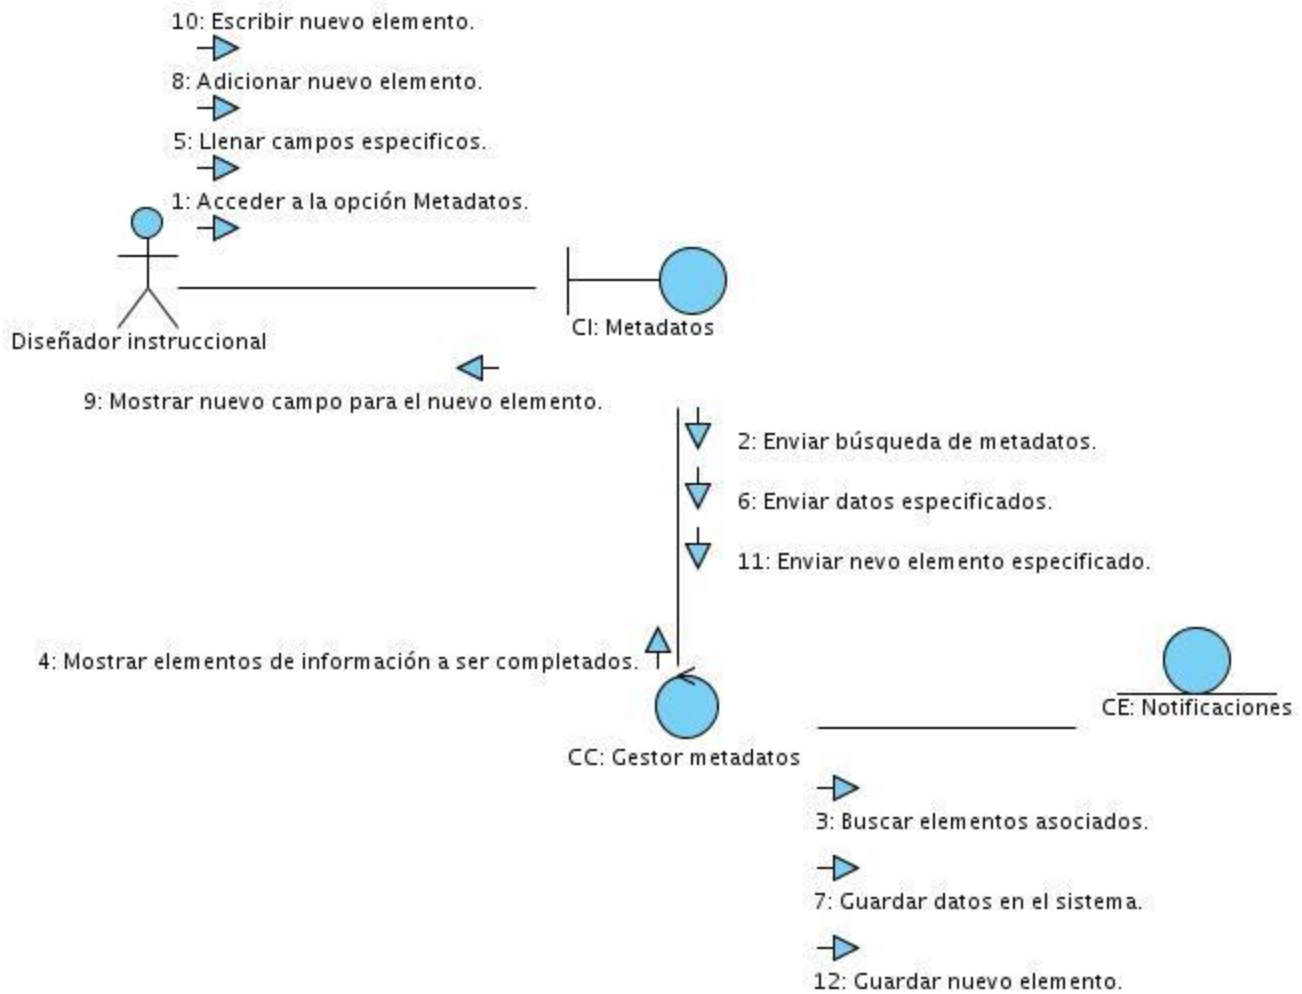 10: Escribir nuevo elemento.
8: Adicionar nuevo elemento.
5: Llenar campos especificos.
1: Acceder a la opción Metadatos.
CI: Metadatos
Diseñador instruccional
9: Mostrar nuevo campo para el nuevo elemento.
2: Enviar búsqueda de metadatos.
6: Enviar datos especificados.
11: Enviar nevo elemento especificado.
4: Mostrar elementos de información a ser completados.
CE: Notificaciones
CC: Gestor metadatos
3: Buscar elementos asociados.
7: Guardar datos en el sistema.
12: Guardar nuevo elemento.